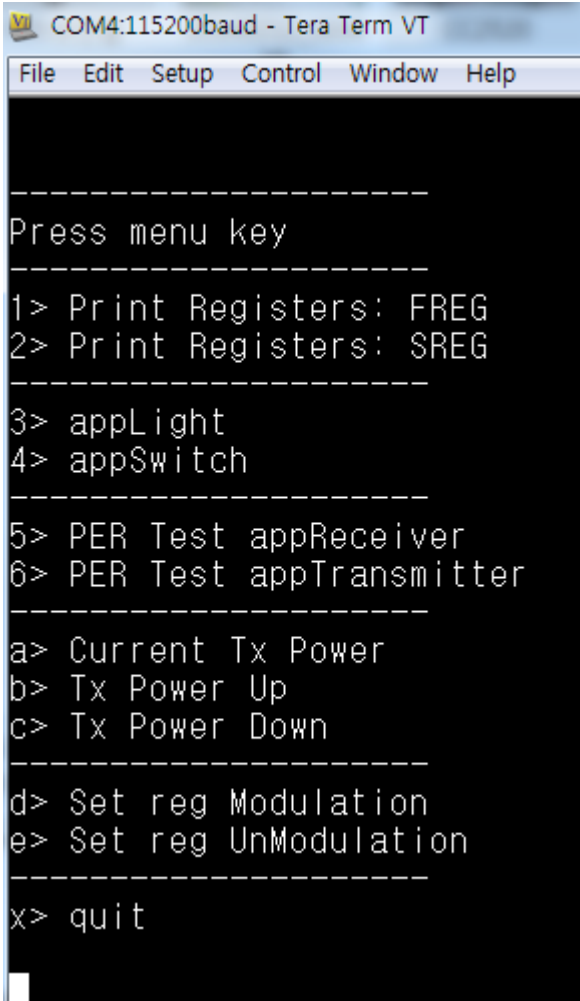 COM4:115200baud - Tera Term VT
File Edit Setup Control Window Help
---------------------
Press menu key
---------------------
1> Print Registers: FREG
2> Print Registers: SREG
---------------------
3> appLight
4> appSwitch
---------------------
5> PER Test appReceiver
6> PER Test appTransmitter
---------------------
a> Current Tx Power
b> Tx Power Up
c> Tx Power Down
---------------------
d> Set reg Modulation
e> Set reg UnModulation
---------------------
x> quit